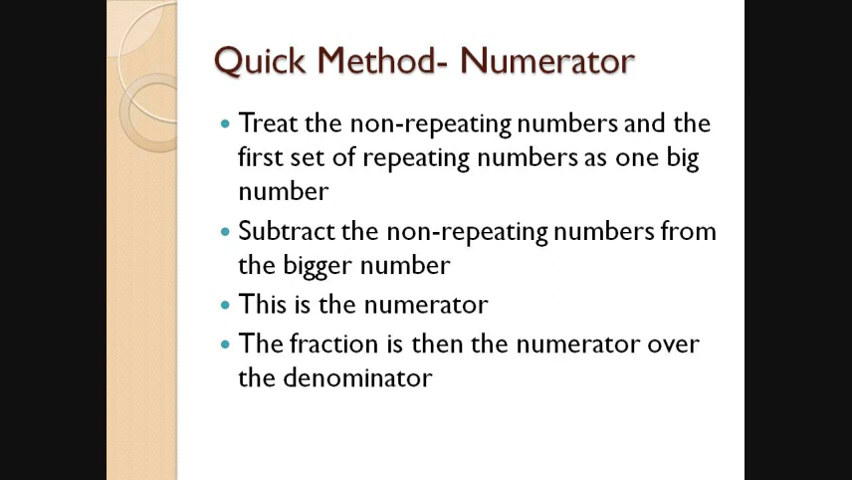 Quick Method- Numerator
• Treat the non-repeating numbers and the
first set of repeating numbers as one big
number
• Subtract the non-repeating numbers from
the bigger number
• This is the numerator
• The fraction is then the numerator over
the denominator